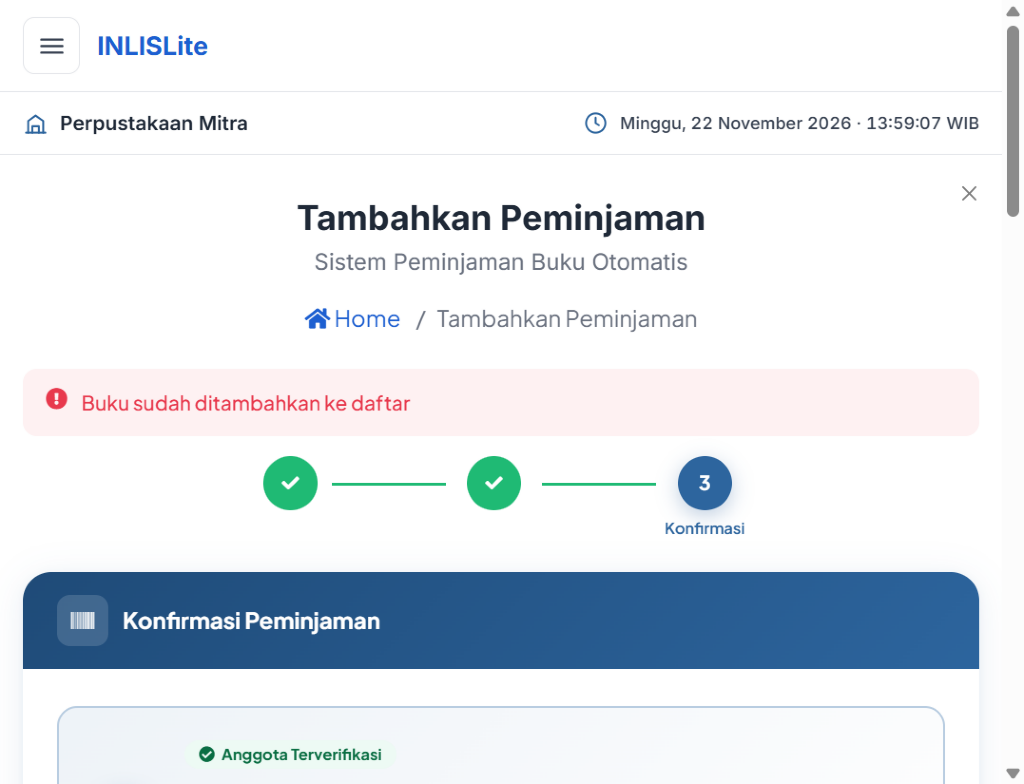 INLISLite
Perpustakaan Mitra
Minggu, 22 November 2026 · 13:59:07 WIB
Tambahkan Peminjaman
Sistem Peminjaman Buku Otomatis
Home / Tambahkan Peminjaman
Buku sudah ditambahkan ke daftar
3
Konfirmasi
Konfirmasi Peminjaman
Anggota Terverifikasi